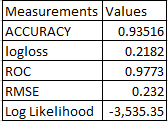 Measurements Values
ACCURACY 0.93516
logloss 0.2182
ROC 0.9773
RMSE 0.232
Log Likelihood -3,535.35